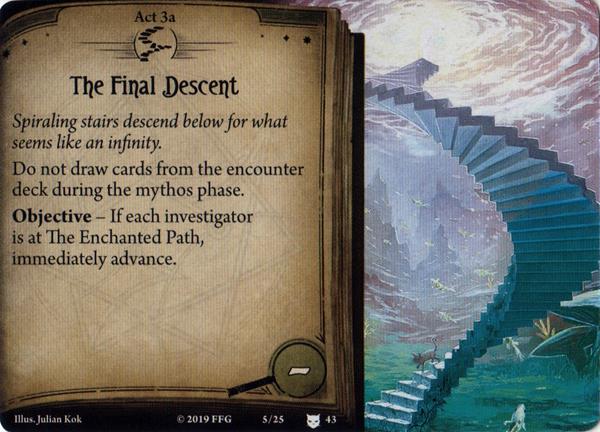 Act 3a
The Final Descent
Spiraling stairs descend below for what
seems like an infinity.
Do not draw cards from the encounter
deck during the mythos phase.
Objective – If each investigator
is at The Enchanted Path,
immediately advance.
–
Illus. Julian Kok © 2019 FFG 5/25 43